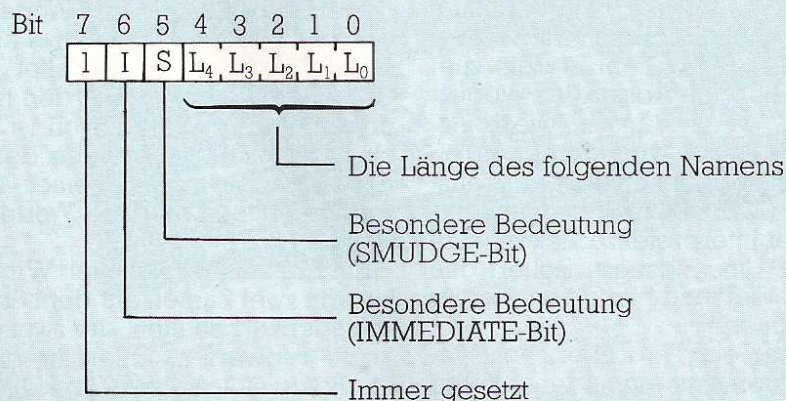 Bit 7 6 5 4 3 2 1 0
1 I S L₄ L₃ L₂ L₁ L₀
Die Länge des folgenden Namens
Besondere Bedeutung
(SMUDGE-Bit)
Besondere Bedeutung
(IMMEDIATE-Bit).
Immer gesetzt